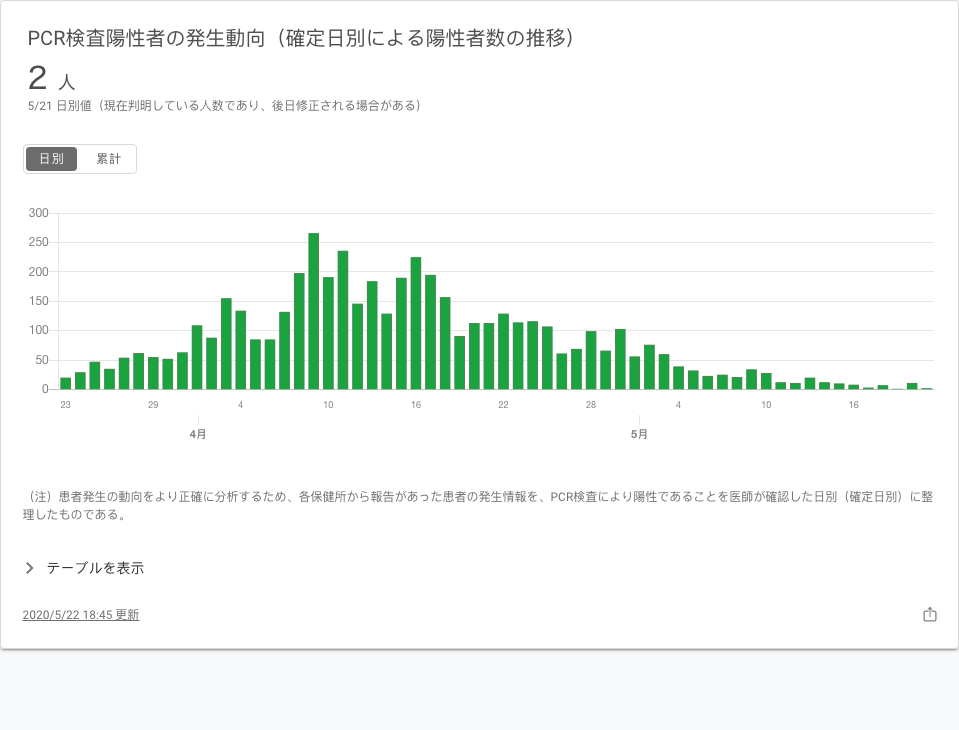 PCR検査陽性者の発生動向（確定日別による陽性者数の推移）
2 人
5/21 日別値（現在判明している人数であり、後日修正される場合がある）
日別 累計
300
250
200
150
100
50
0
23 29 4 10 16 22 28 4 10 16
4月 5月
（注）患者発生の動向をより正確に分析するため、各保健所から報告があった患者の発生情報を、PCR検査により陽性であることを医師が確認した日別（確定日別）に整
理したものである。
テーブルを表示
2020/5/22 18:45 更新